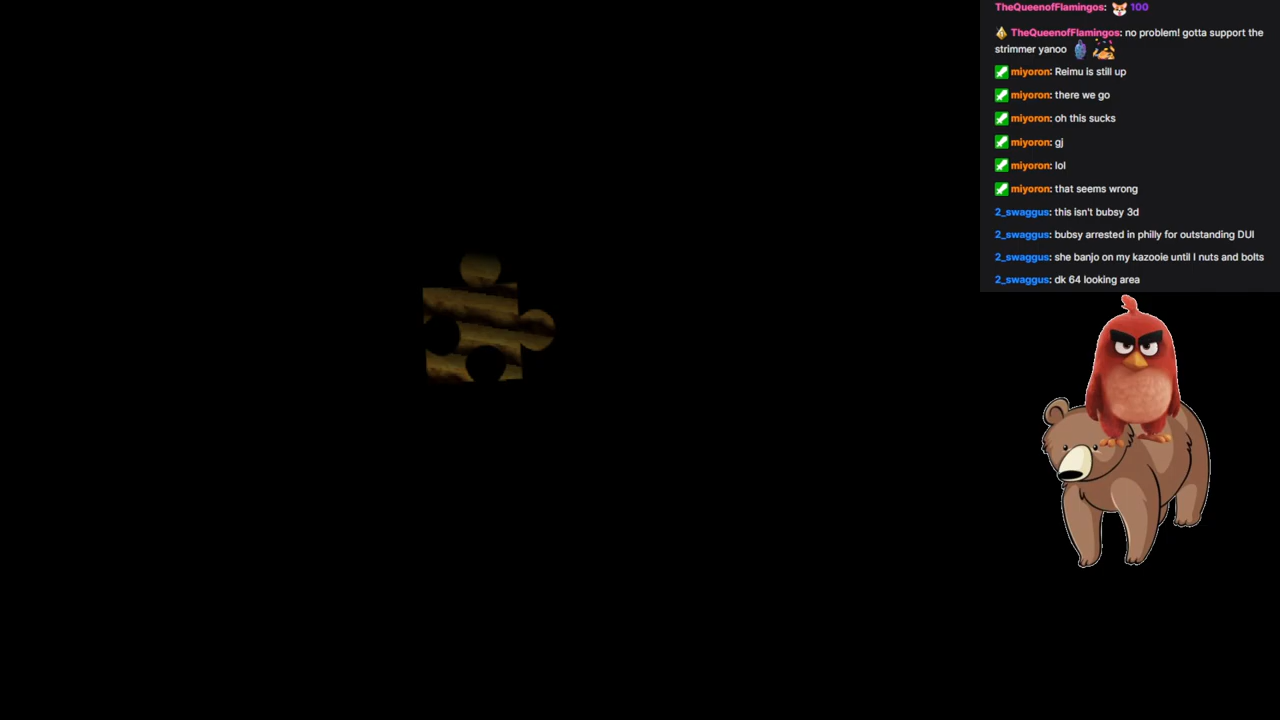 TheQueenofFlamingos: 100
TheQueenofFlamingos: no problem! gotta support the
strimmer yanoo
miyoron: Reimu is still up
miyoron: there we go
miyoron: oh this sucks
miyoron: gj
miyoron: lol
miyoron: that seems wrong
2_swaggus: this isn't bubsy 3d
2_swaggus: bubsy arrested in philly for outstanding DUI
2_swaggus: she banjo on my kazooie until I nuts and bolts
2_swaggus: dk 64 looking area